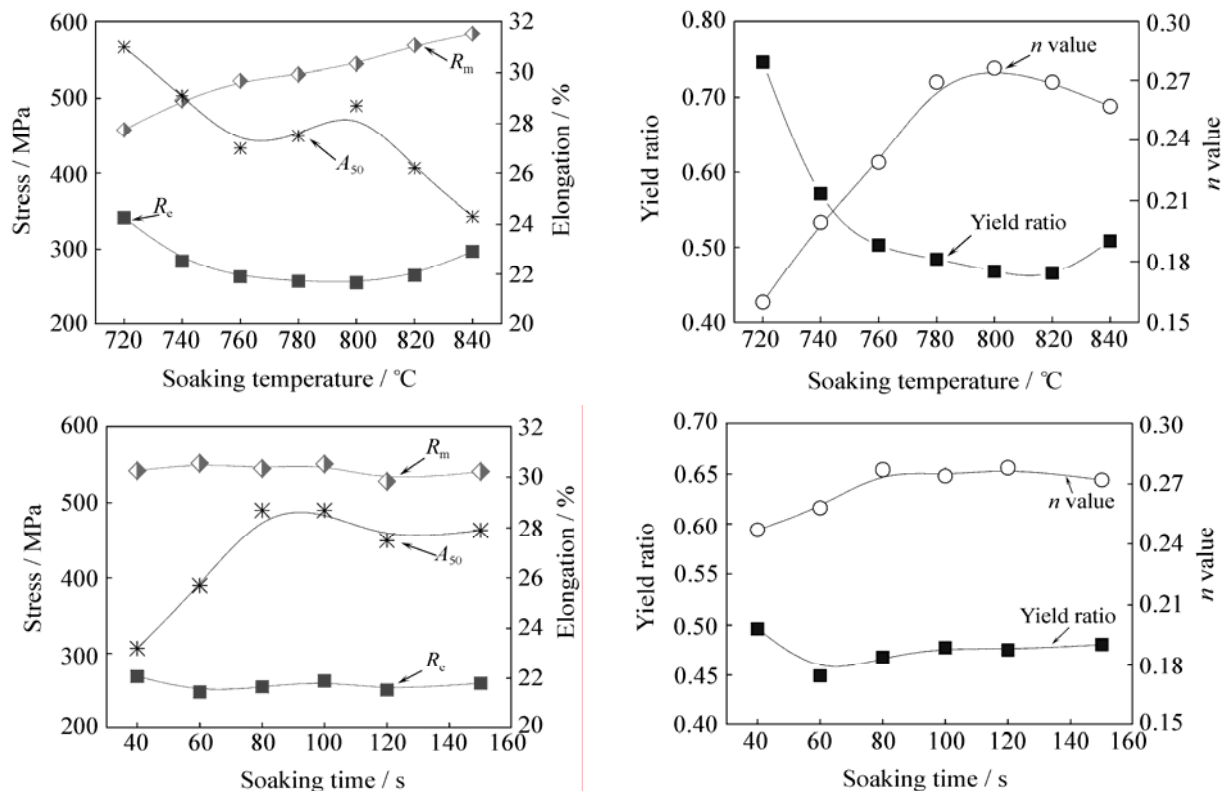 600
500
400
300
200
Stress / MPa
32
30
28
26
24
22
20
Elongation / %
R_m
A_50
R_e
720 740 760 780 800 820 840
Soaking temperature / °C
0.80
0.70
0.60
0.50
0.40
Yield ratio
0.30
0.27
0.24
0.21
0.18
0.15
n value
n value
Yield ratio
720 740 760 780 800 820 840
Soaking temperature / °C
600
500
400
300
200
Stress / MPa
32
30
28
26
24
22
20
Elongation / %
R_m
A_50
R_e
40 60 80 100 120 140 160
Soaking time / s
0.70
0.65
0.60
0.55
0.50
0.45
0.40
Yield ratio
0.30
0.27
0.24
0.21
0.18
0.15
n value
n value
Yield ratio
40 60 80 100 120 140 160
Soaking time / s